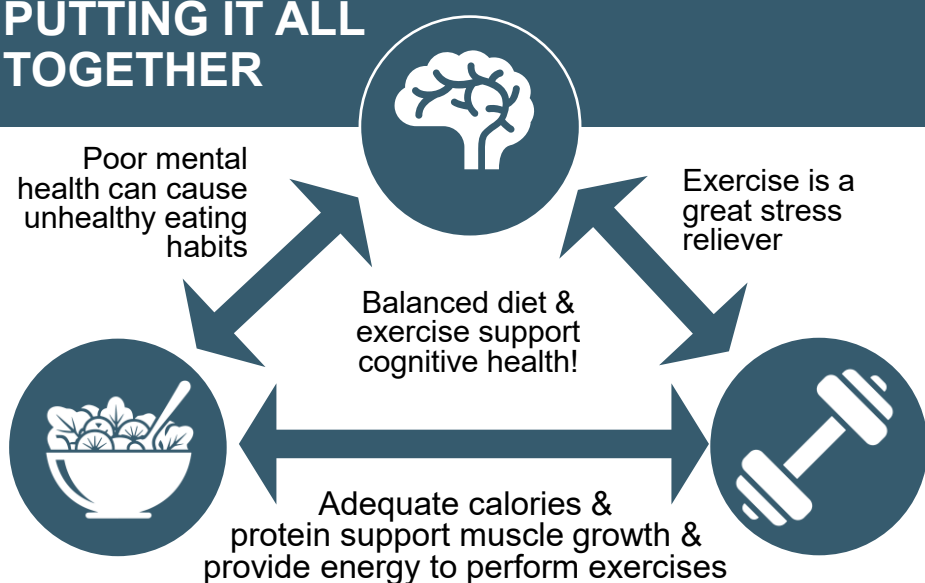 PUTTING IT ALL
TOGETHER
Poor mental
health can cause
unhealthy eating
habits
Exercise is a
great stress
reliever
Balanced diet &
exercise support
cognitive health!
Adequate calories &
protein support muscle growth &
provide energy to perform exercises